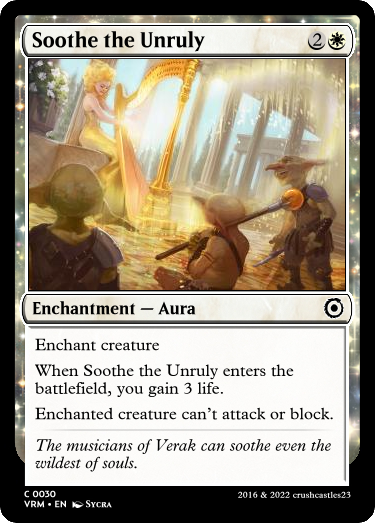 Soothe the Unruly 2
Enchantment — Aura
Enchant creature
When Soothe the Unruly enters the
battlefield, you gain 3 life.
Enchanted creature can't attack or block.
The musicians of Verak can soothe even the
wildest of souls.
C 0030
VRM • EN Sycra 2016 & 2022 crushcastles23